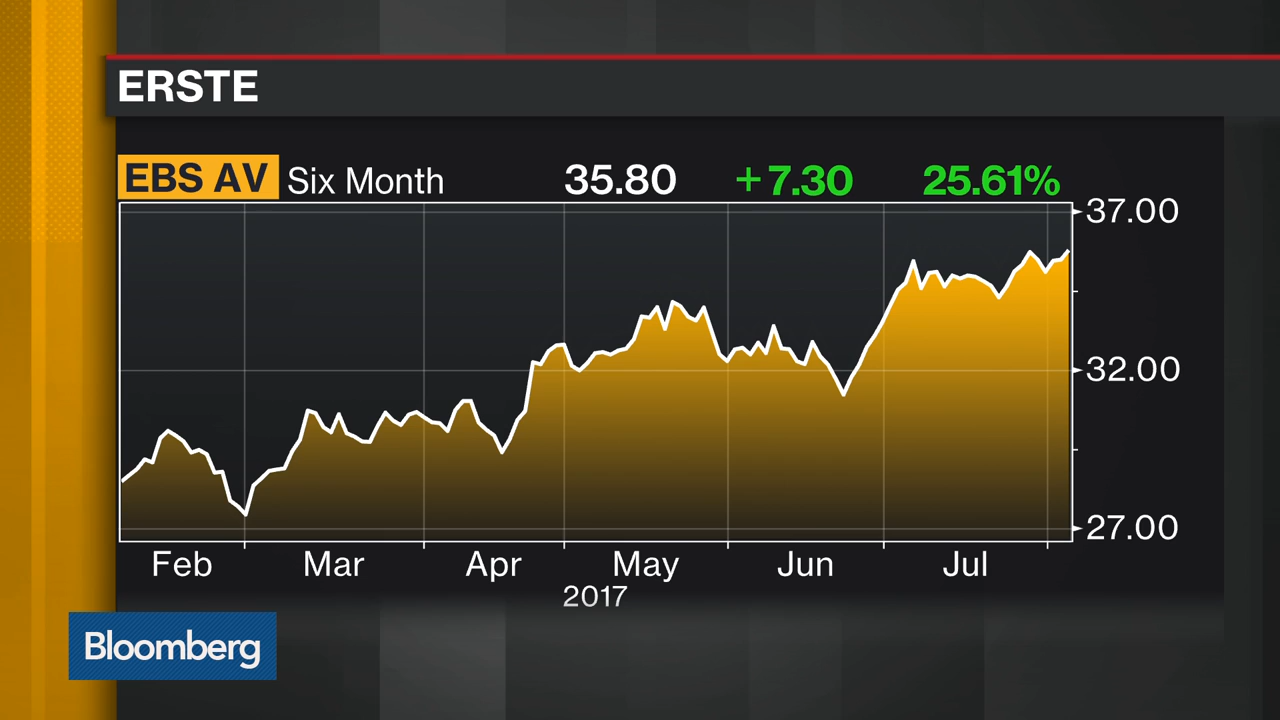 ERSTE
EBS AV Six Month 35.80 +7.30 25.61%
37.00
32.00
27.00
Feb Mar Apr May Jun Jul
2017
Bloomberg